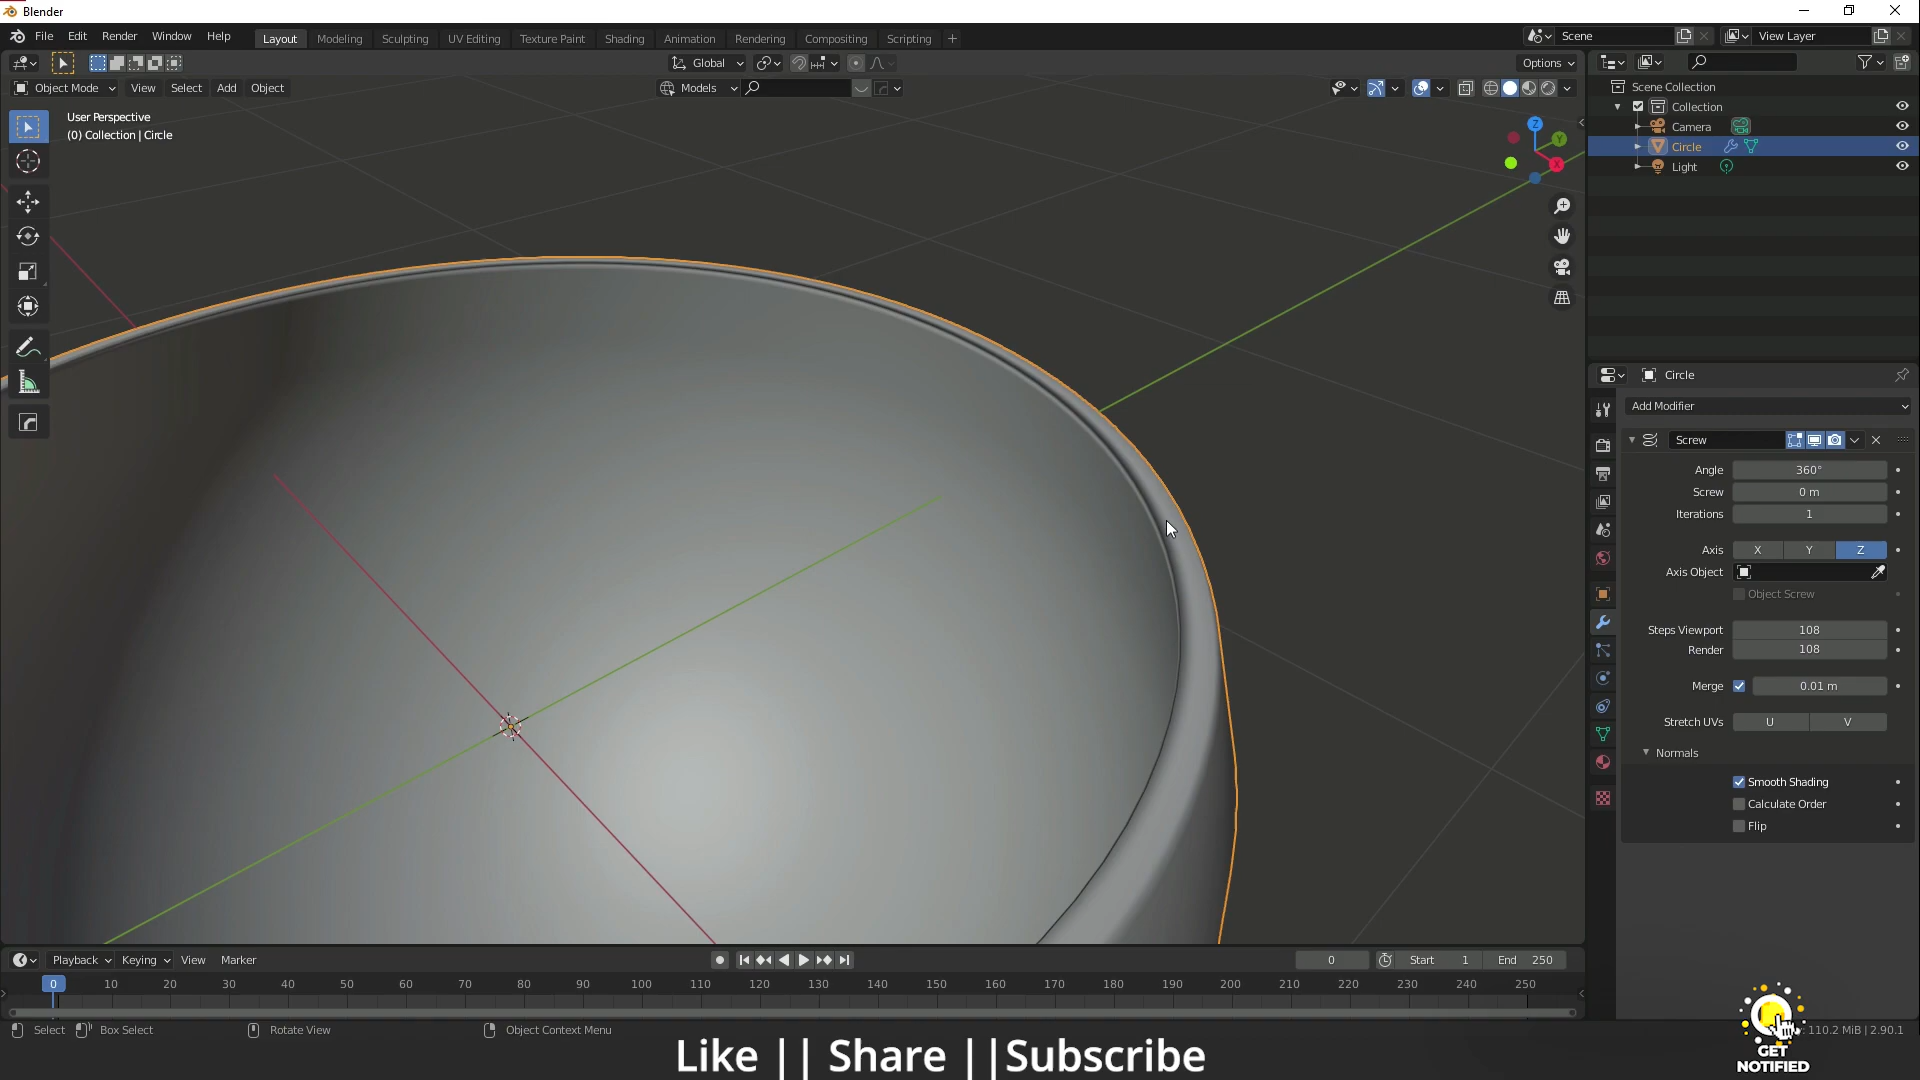 Blender
File Edit Render Window Help
Layout Modeling Sculpting UV Editing Texture Paint Shading Animation Rendering Compositing Scripting +
Scene
View Layer
Global
Options
Object Mode View Select Add Object
Models
User Perspective
(0) Collection | Circle
Z
Y
X
Scene Collection
Collection
Camera
Circle
Light
Circle
Add Modifier
Screw
Angle 360°
Screw 0 m
Iterations 1
Axis X Y Z
Axis Object
Object Screw
Steps Viewport 108
Render 108
Merge 0.01 m
Stretch UVs U V
Normals
Smooth Shading
Calculate Order
Flip
Playback Keying View Marker
0 Start 1 End 250
0 10 20 30 40 50 60 70 80 90 100 110 120 130 140 150 160 170 180 190 200 210 220 230 240 250
Select Box Select Rotate View Object Context Menu
110.2 MiB | 2.90.1
Like || Share ||Subscribe
GET
NOTIFIED